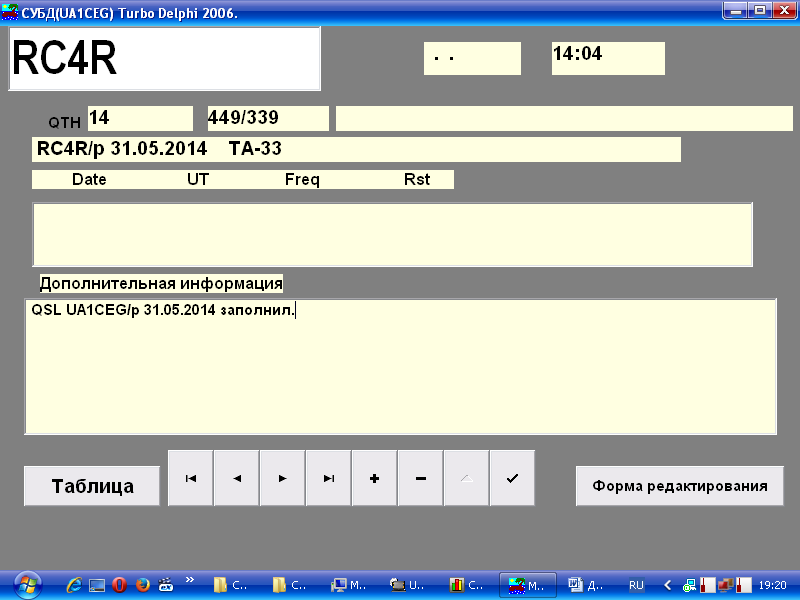 СУБД(UA1CEG) Turbo Delphi 2006.
RC4R
. .
14:04
QTH 14 449/339
RC4R/p 31.05.2014 TA-33
Date UT Freq Rst
Дополнительная информация
QSL UA1CEG/p 31.05.2014 заполнил.
Таблица
Форма редактирования
С.. С.. М.. U.. С.. М.. Д.. RU 19:20